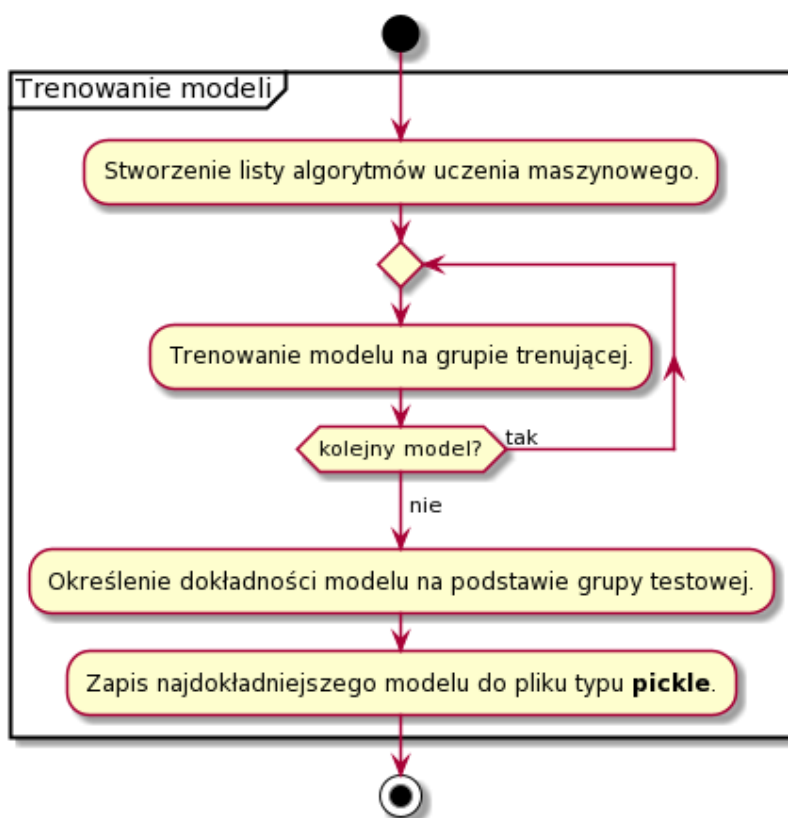 Trenowanie modeli
Stworzenie listy algorytmów uczenia maszynowego.
Trenowanie modelu na grupie trenującej.
kolejny model?
tak
nie
Określenie dokładności modelu na podstawie grupy testowej.
Zapis najdokładniejszego modelu do pliku typu pickle.